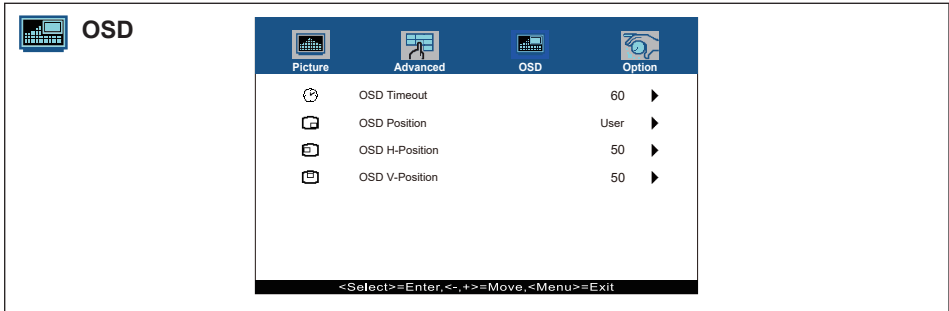 OSD
Picture Advanced OSD Option
OSD Timeout 60
OSD Position User
OSD H-Position 50
OSD V-Position 50
<Select>=Enter,<-,+>=Move,<Menu>=Exit